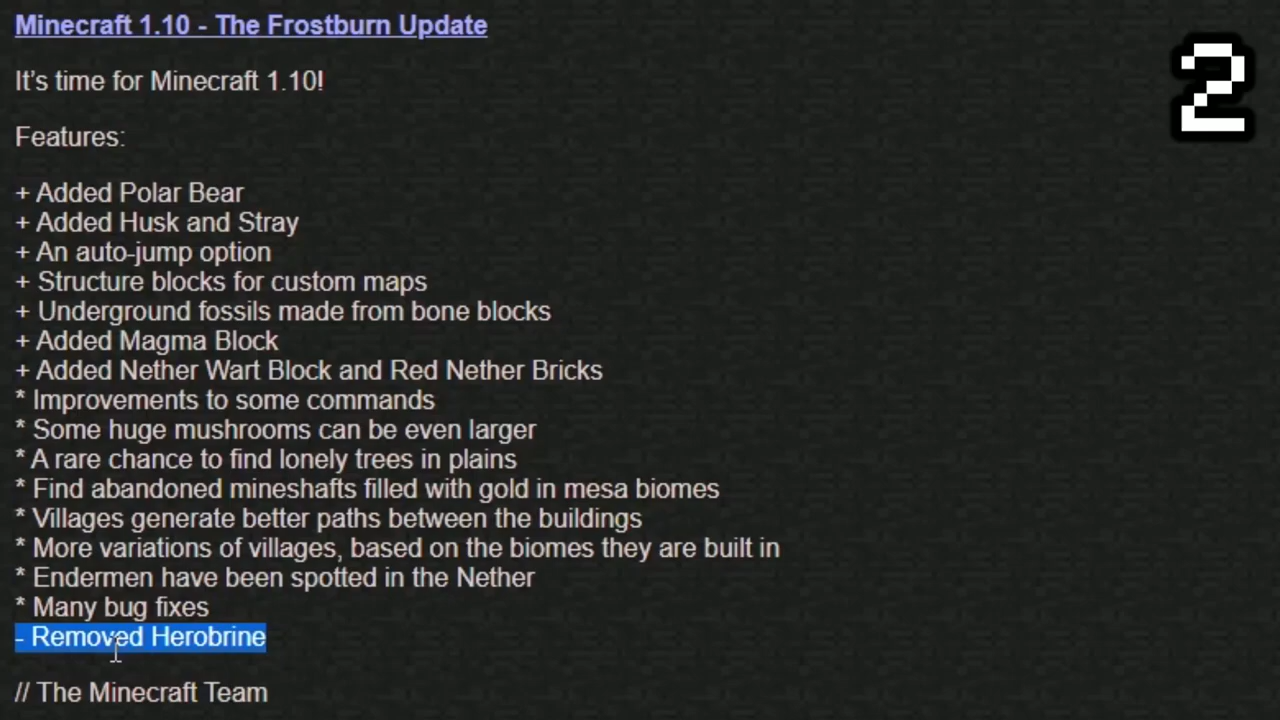 Minecraft 1.10 - The Frostburn Update
2
It's time for Minecraft 1.10!
Features:
+ Added Polar Bear
+ Added Husk and Stray
+ An auto-jump option
+ Structure blocks for custom maps
+ Underground fossils made from bone blocks
+ Added Magma Block
+ Added Nether Wart Block and Red Nether Bricks
* Improvements to some commands
* Some huge mushrooms can be even larger
* A rare chance to find lonely trees in plains
* Find abandoned mineshafts filled with gold in mesa biomes
* Villages generate better paths between the buildings
* More variations of villages, based on the biomes they are built in
* Endermen have been spotted in the Nether
* Many bug fixes
- Removed Herobrine
// The Minecraft Team